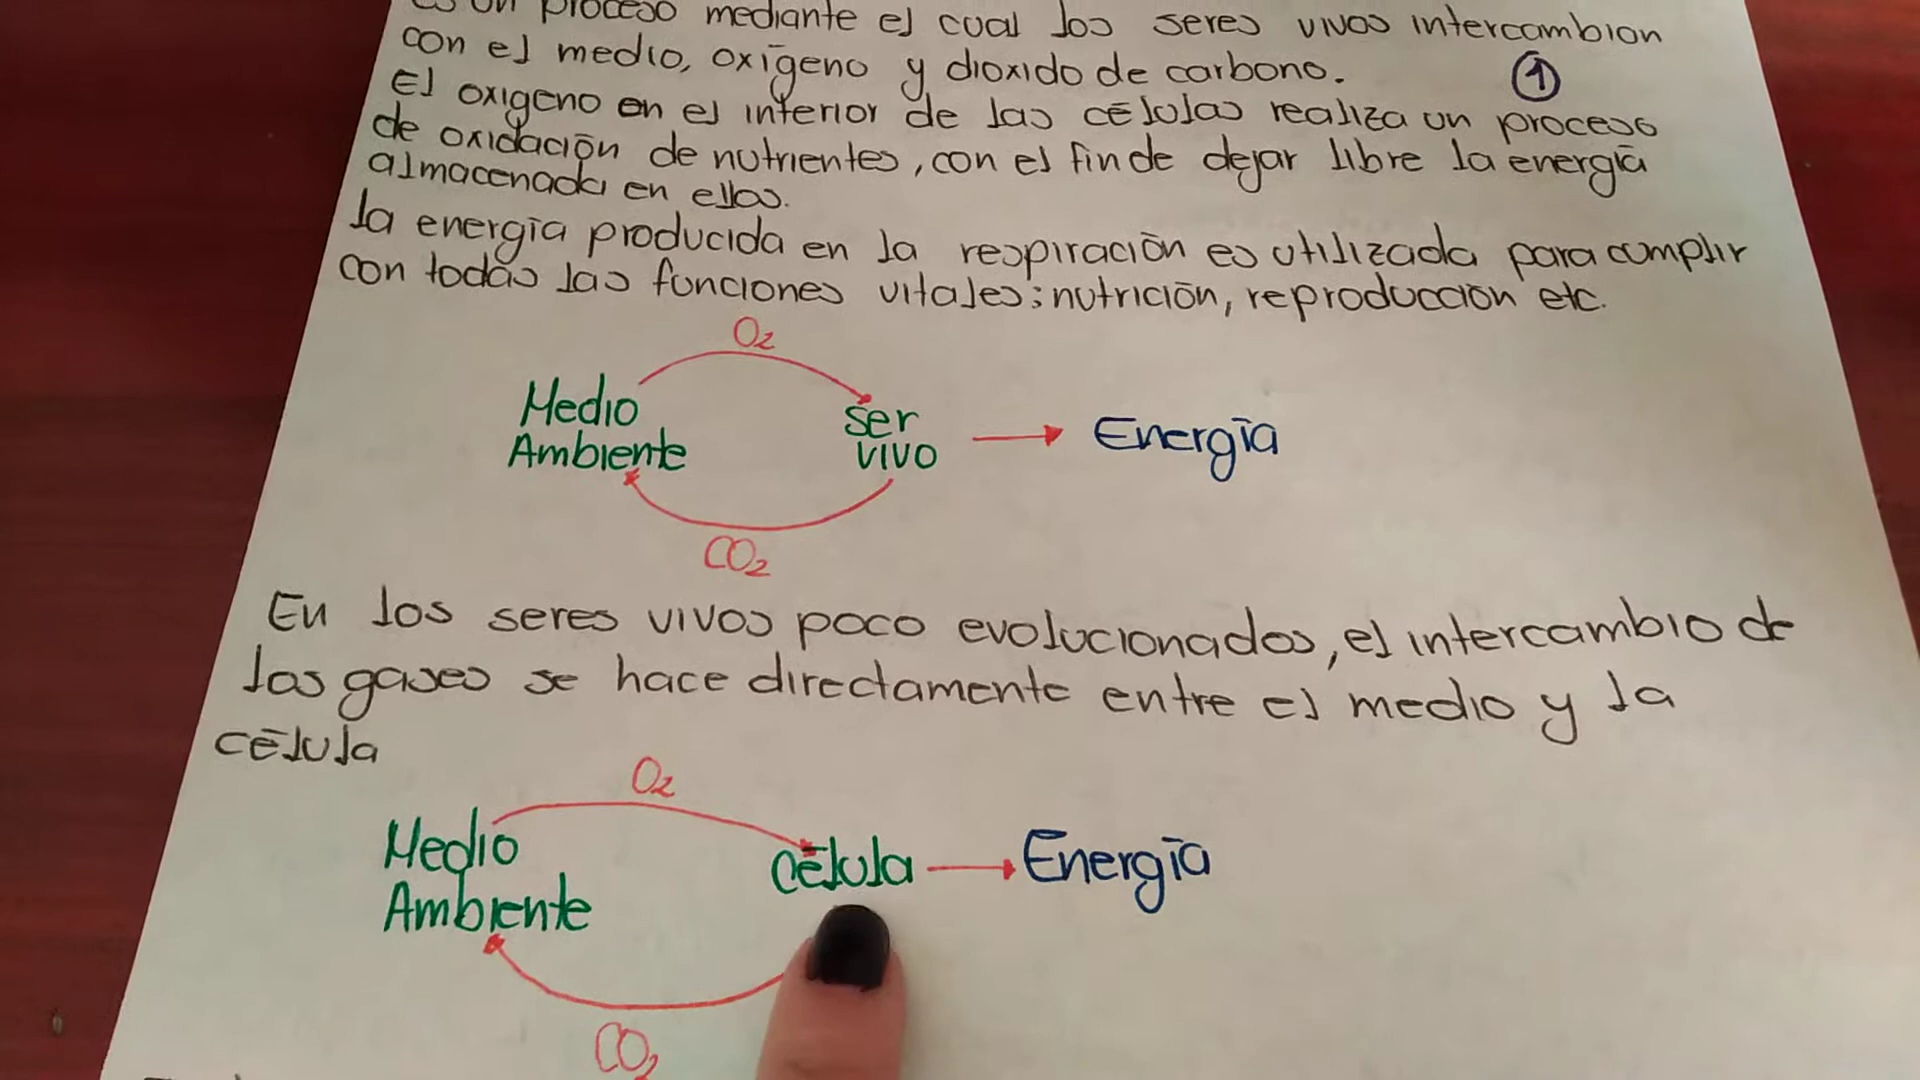 es un proceso mediante el cual los seres vivos intercambian
con el medio, oxígeno y dioxido de carbono.
1
El oxigeno en el interior de las células realiza un proceso
de oxidación de nutrientes, con el fin de dejar libre la energía
almacenada en ellos.
la energía producida en la respiración es utilizada para cumplir
con todas las funciones vitales: nutrición, reproducción etc.
O2
Medio
Ambiente
ser
vivo
Energía
CO2
En los seres vivos poco evolucionados, el intercambio de
los gases se hace directamente entre el medio y la
célula
O2
Medio
Ambiente
célula
Energía
CO2